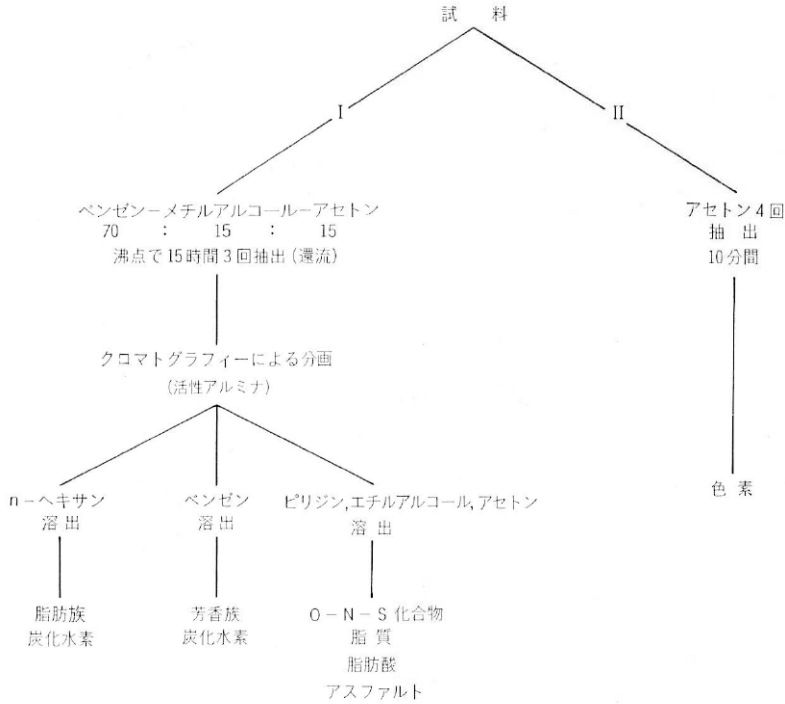 試料
I
II
ベンゼン－メチルアルコール－アセトン
70 : 15 : 15
沸点で15時間3回抽出(還流)
アセトン4回
抽出
10分間
クロマトグラフィーによる分画
(活性アルミナ)
n－ヘキサン
溶出
ベンゼン
溶出
ピリジン,エチルアルコール,アセトン
溶出
色素
脂肪族
炭化水素
芳香族
炭化水素
O－N－S化合物
脂質
脂肪酸
アスファルト